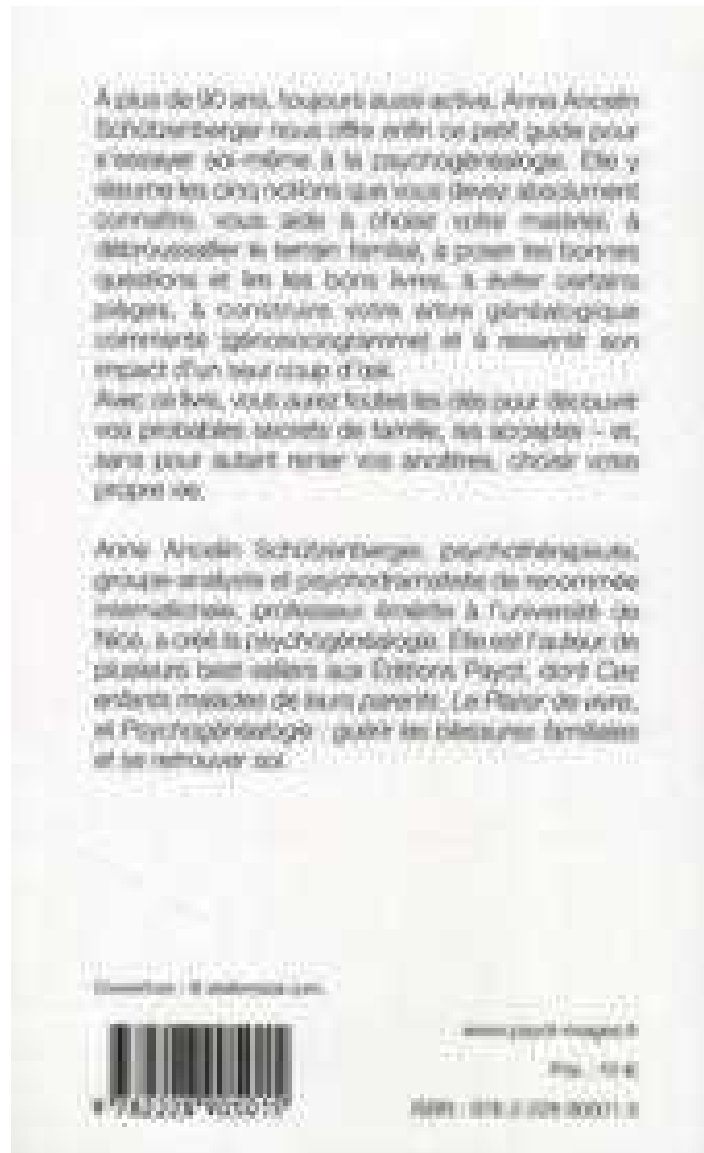 À plus de 90 ans, toujours aussi active, Anne Ancelin
Schützenberger nous offre enfin ce petit guide pour
s'essayer soi-même à la psychogénéalogie. Elle y
résume les cinq notions que vous devez absolument
connaître, vous aide à choisir votre matériel, à
débroussailler le terrain familial, à poser les bonnes
questions et lire les bons livres, à éviter certains
pièges, à construire votre arbre généalogique
commenté (génosociogramme) et à ressentir son
impact d'un seul coup d'œil.
Avec ce livre, vous aurez toutes les clés pour découvrir
vos probables secrets de famille, les accepter – et,
sans pour autant renier vos ancêtres, choisir votre
propre vie.
Anne Ancelin Schützenberger, psychothérapeute,
groupe-analyste et psychodramatiste de renommée
internationale, professeur émérite à l'université de
Nice, a créé la psychogénéalogie. Elle est l'auteur de
plusieurs best-sellers aux Éditions Payot, dont Ces
enfants malades de leurs parents, Le Plaisir de vivre,
et Psychogénéalogie : guérir les blessures familiales
et se retrouver soi.
Couverture : ©
www.payot-rivages.fr
Prix :
ISBN :